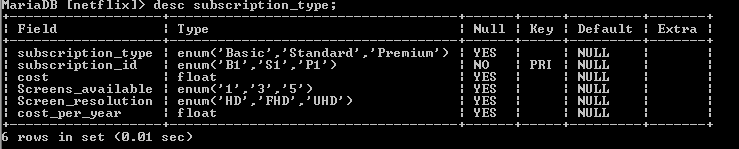 MariaDB [netflix]> desc subscription_type;
+-------------------+------------------------------------+------+-----+---------+-------+
| Field             | Type                               | Null | Key | Default | Extra |
+-------------------+------------------------------------+------+-----+---------+-------+
| subscription_type | enum('Basic','Standard','Premium') | YES  |     | NULL    |       |
| subscription_id   | enum('B1','S1','P1')               | NO   | PRI | NULL    |       |
| cost              | float                              | YES  |     | NULL    |       |
| Screens_available | enum('1','3','5')                  | YES  |     | NULL    |       |
| Screen_resolution | enum('HD','FHD','UHD')             | YES  |     | NULL    |       |
| cost_per_year     | float                              | YES  |     | NULL    |       |
+-------------------+------------------------------------+------+-----+---------+-------+
6 rows in set (0.01 sec)